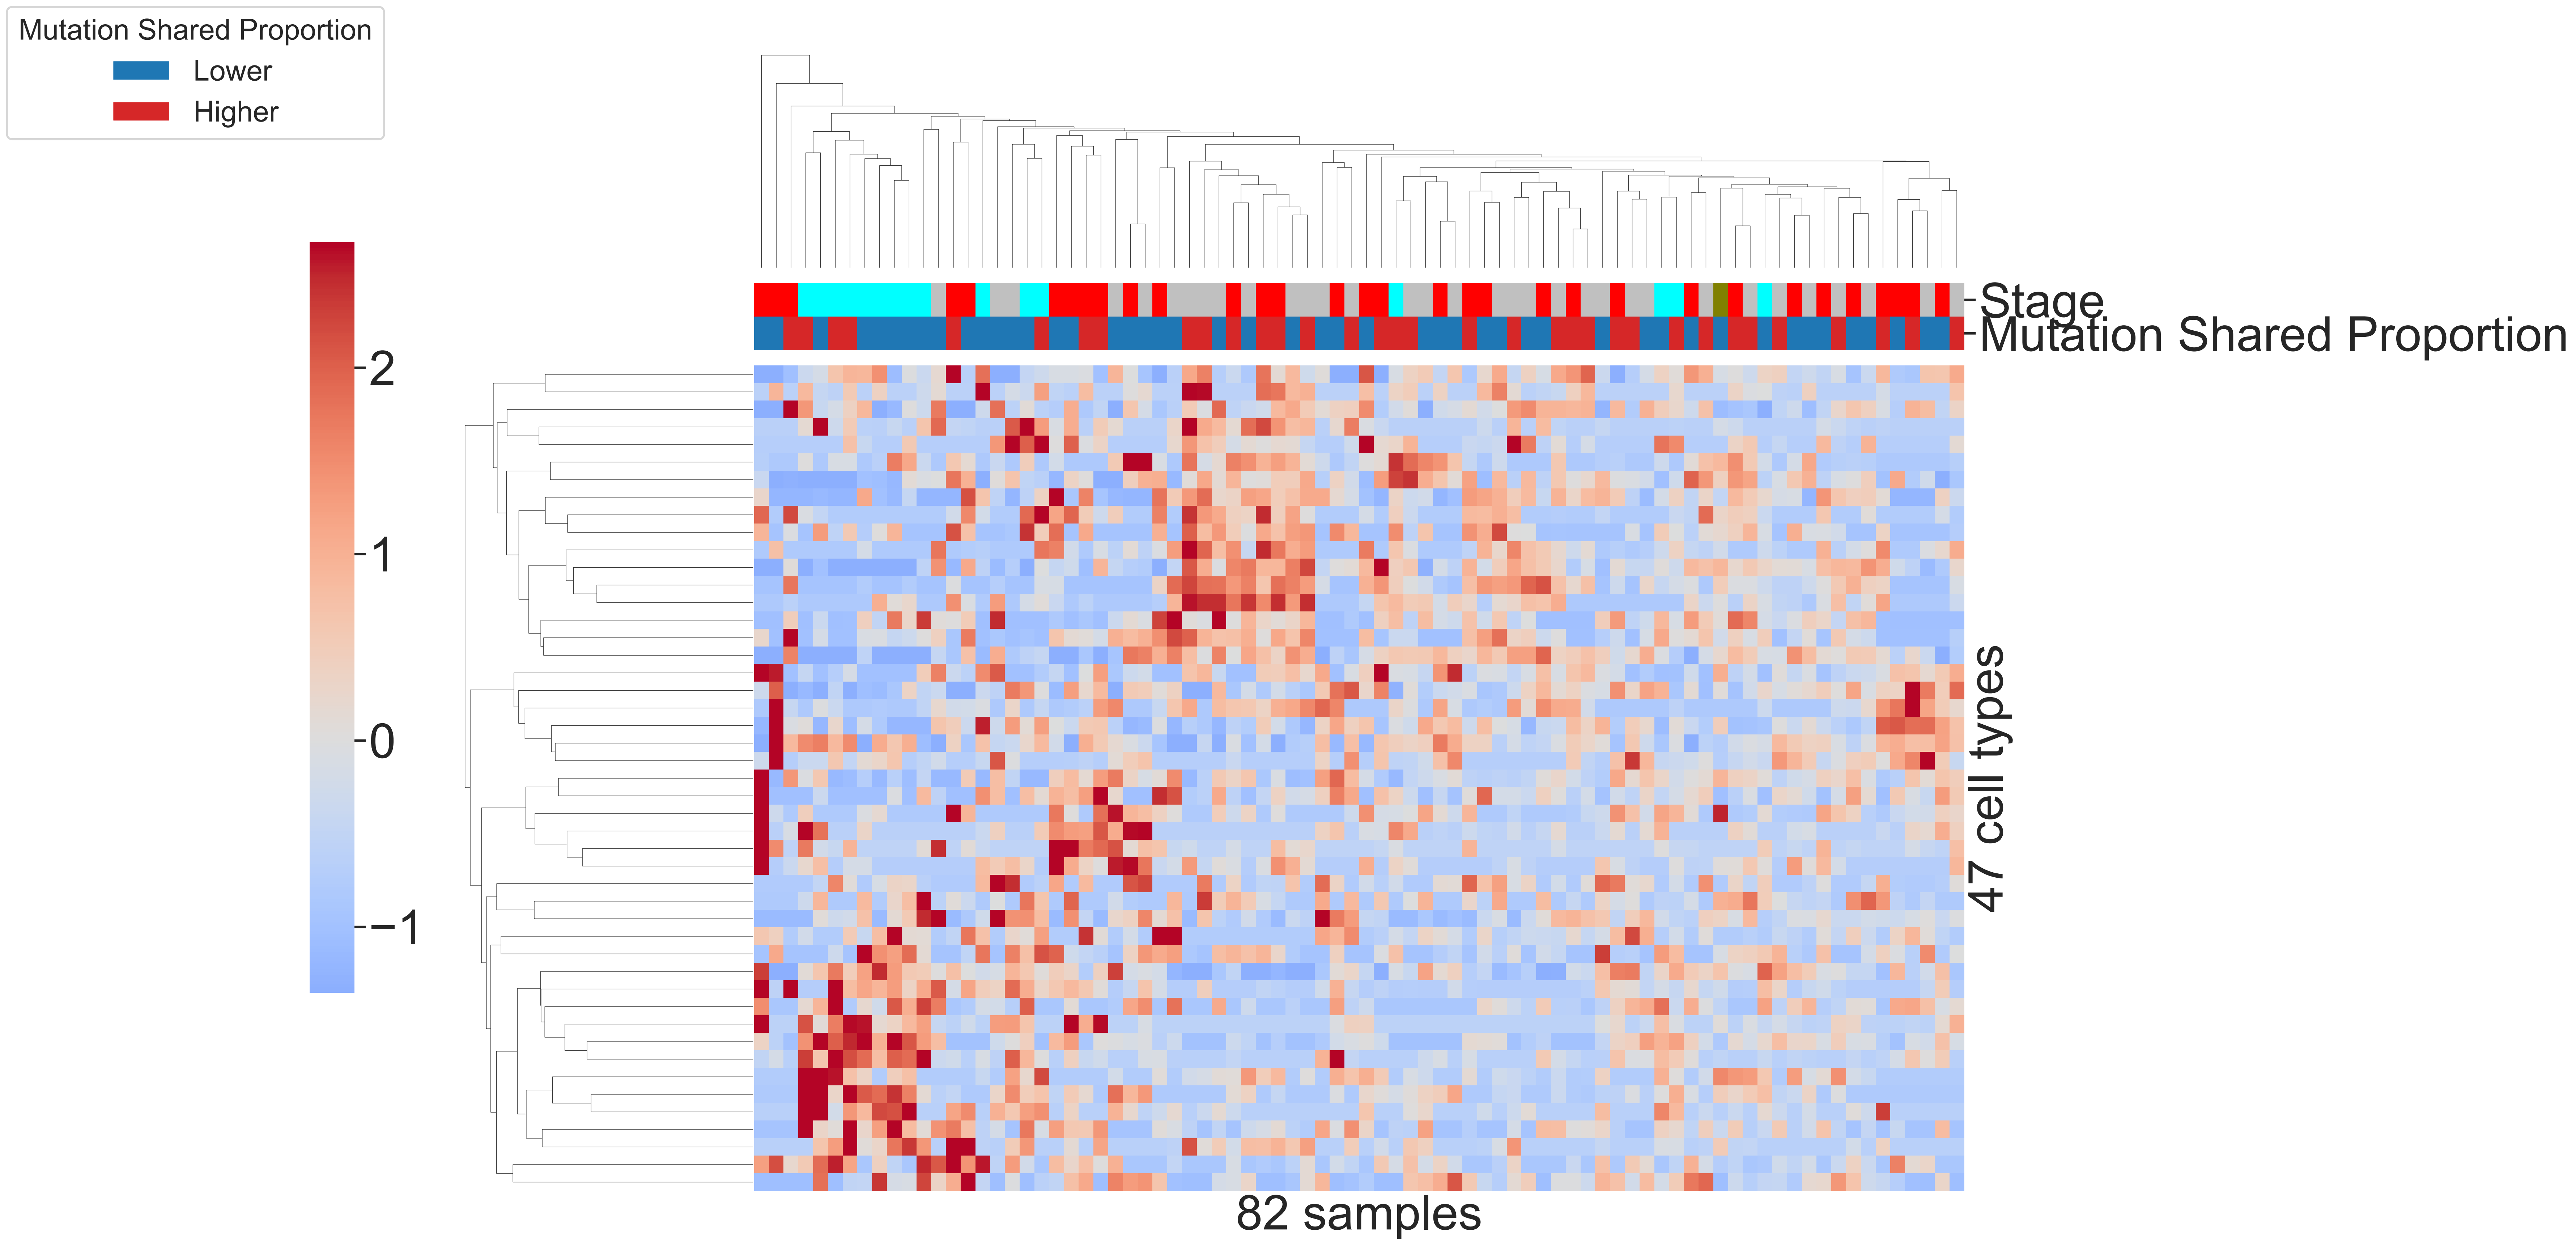 Mutation Shared Proportion
Lower
Higher
Stage
Mutation Shared Proportion
2
1
0
−1
47 cell types
82 samples